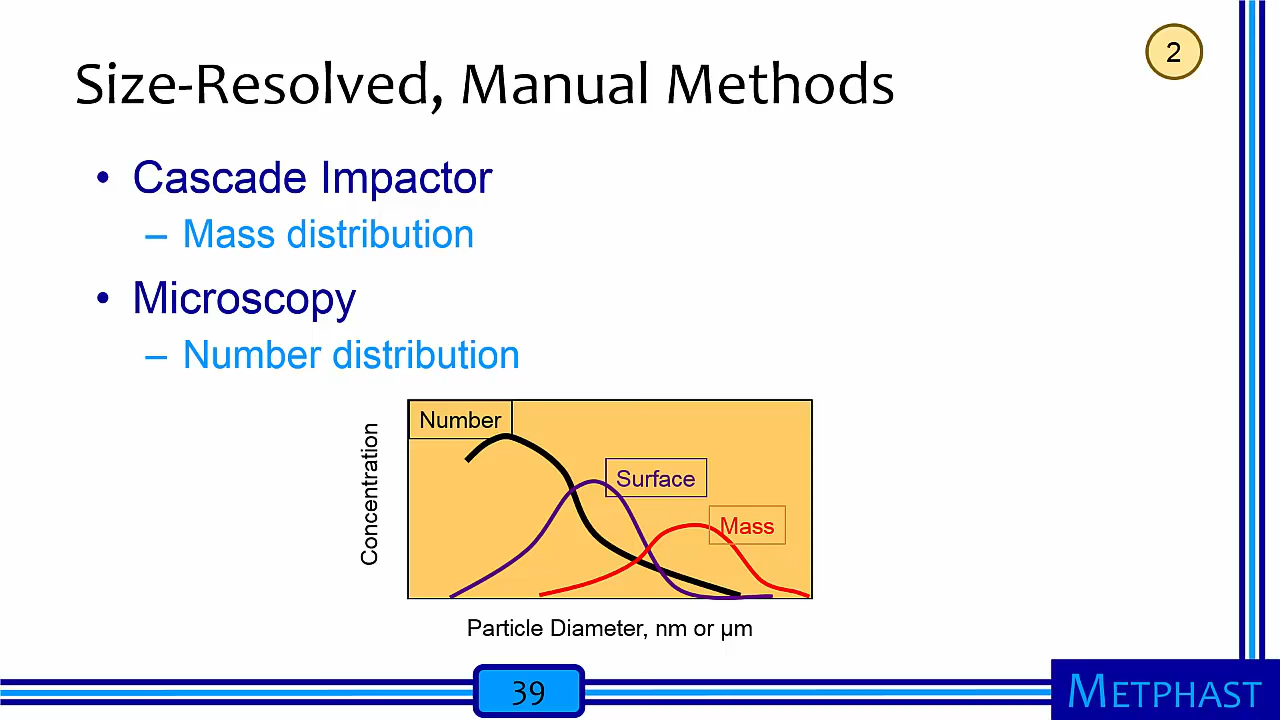 2
Size-Resolved, Manual Methods
• Cascade Impactor
– Mass distribution
• Microscopy
– Number distribution
Number
Surface
Mass
Concentration
Particle Diameter, nm or µm
39
METPHAST